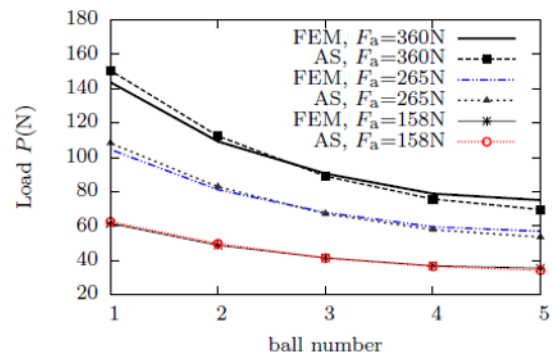 180
160
140
120
100
80
60
40
20
Load P(N)
FEM, Fa=360N
AS, Fa=360N
FEM, Fa=265N
AS, Fa=265N
FEM, Fa=158N
AS, Fa=158N
1 2 3 4 5
ball number